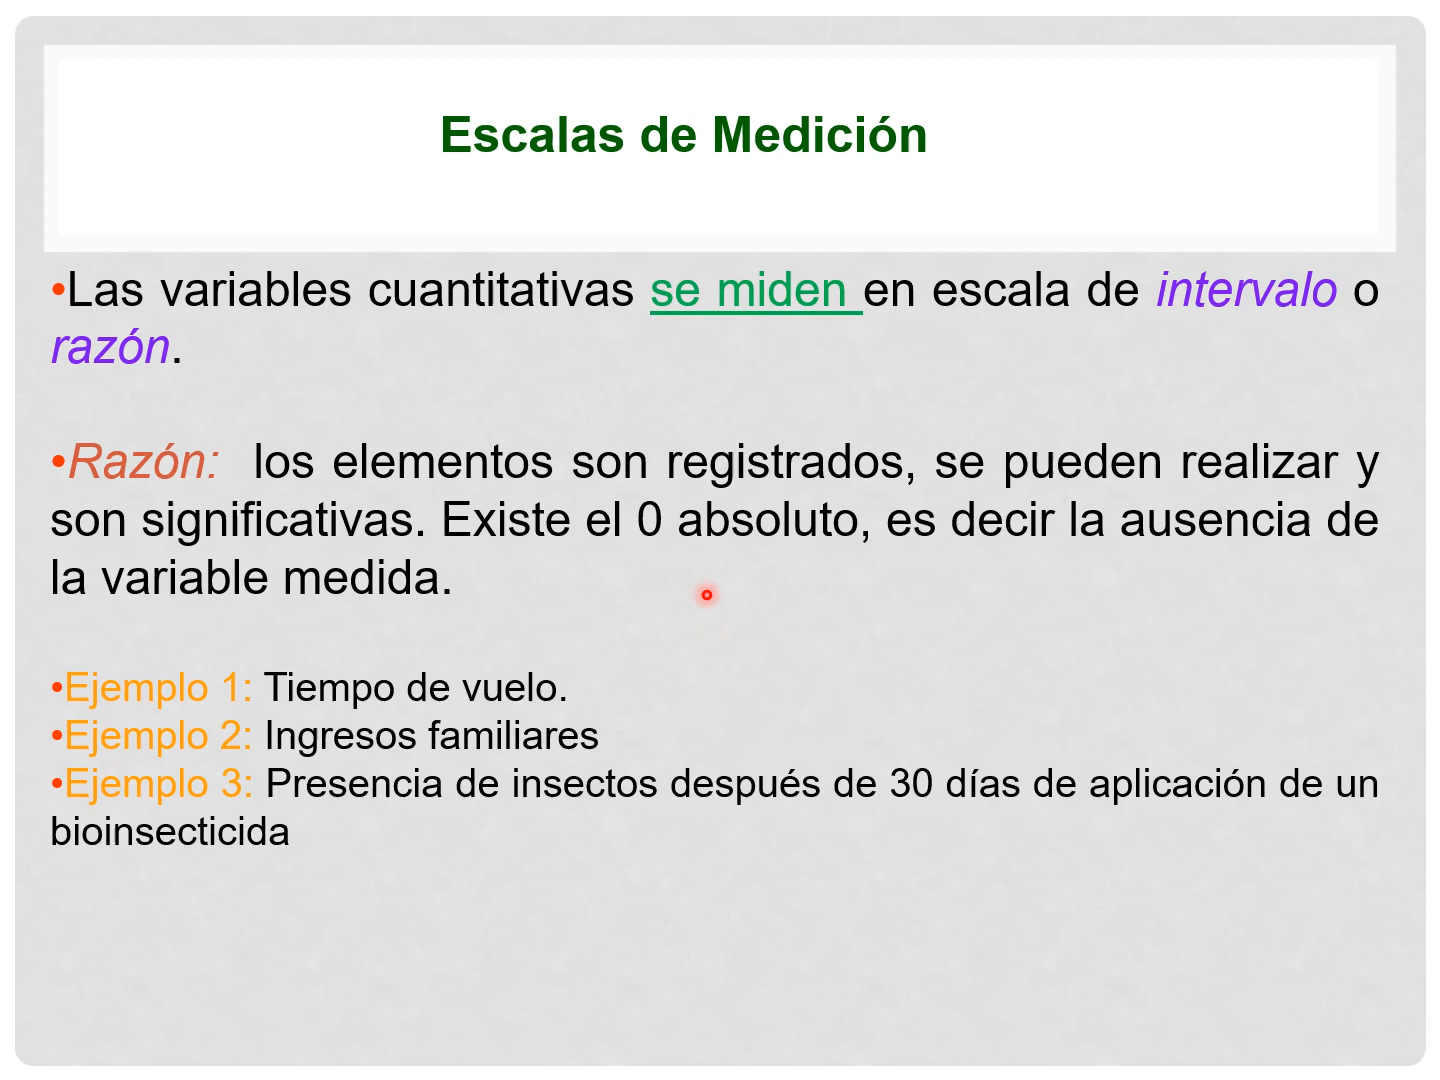 Escalas de Medición
•Las variables cuantitativas se miden en escala de intervalo o
razón.
•Razón: los elementos son registrados, se pueden realizar y
son significativas. Existe el 0 absoluto, es decir la ausencia de
la variable medida.
•Ejemplo 1: Tiempo de vuelo.
•Ejemplo 2: Ingresos familiares
•Ejemplo 3: Presencia de insectos después de 30 días de aplicación de un
bioinsecticida